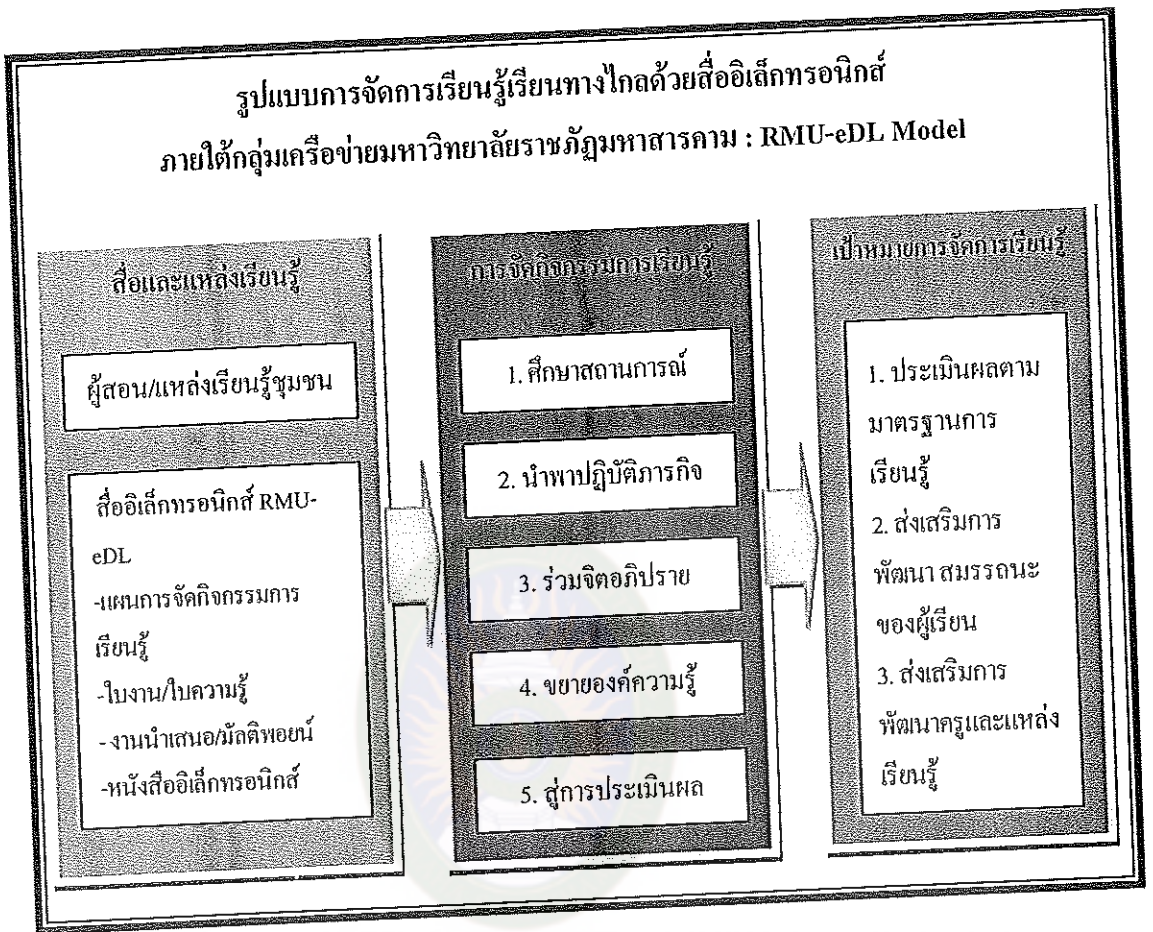 รูปแบบการจัดการเรียนรู้เรียนทางไกลด้วยสื่ออิเล็กทรอนิกส์
ภายใต้กลุ่มเครือข่ายมหาวิทยาลัยราชภัฏมหาสารคาม : RMU-eDL Model
สื่อและแหล่งเรียนรู้
ผู้สอน/แหล่งเรียนรู้ชุมชน
สื่ออิเล็กทรอนิกส์ RMU-
eDL
-แผนการจัดกิจกรรมการ
เรียนรู้
-ใบงาน/ใบความรู้
-งานนำเสนอ/มัลติพอยน์
-หนังสืออิเล็กทรอนิกส์
การจัดกิจกรรมการเรียนรู้
1. ศึกษาสถานการณ์
2. นำพาปฏิบัติภารกิจ
3. ร่วมจิตอภิปราย
4. ขยายองค์ความรู้
5. สู่การประเมินผล
เป้าหมายการจัดการเรียนรู้
1. ประเมินผลตาม
มาตรฐานการ
เรียนรู้
2. ส่งเสริมการ
พัฒนา สมรรถนะ
ของผู้เรียน
3. ส่งเสริมการ
พัฒนาครูและแหล่ง
เรียนรู้